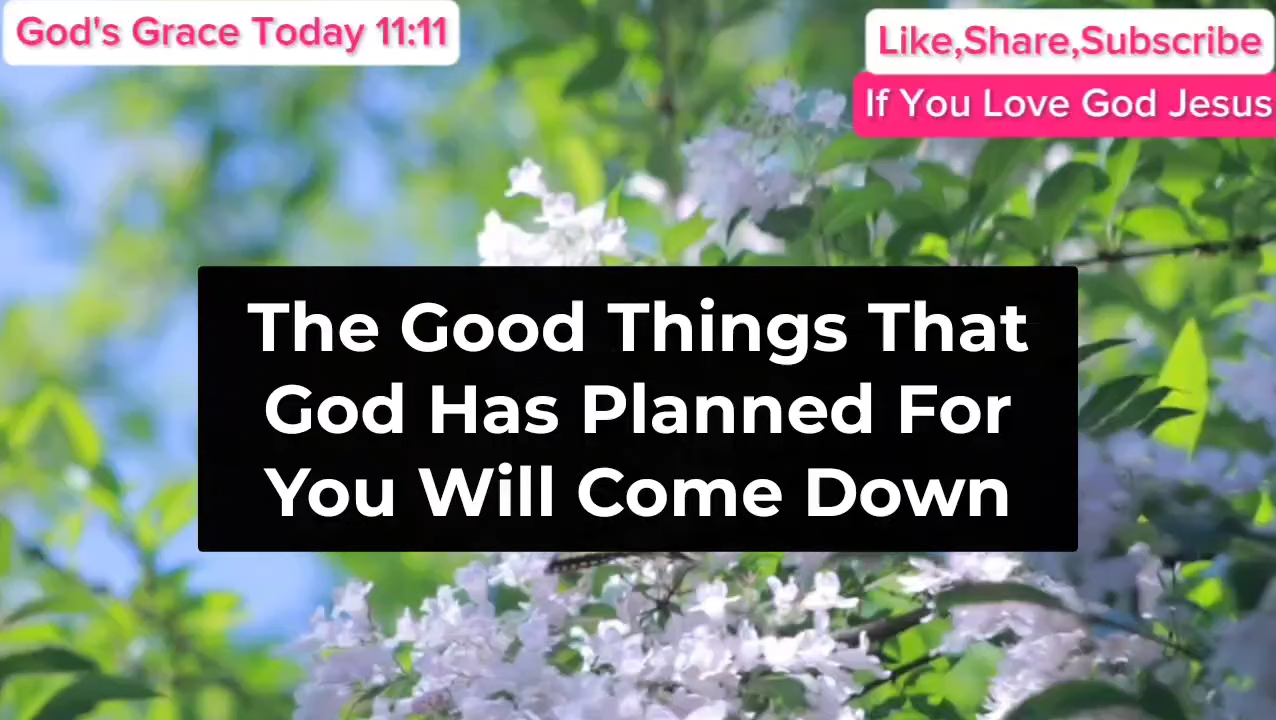 God's Grace Today 11:11
Like,Share,Subscribe
If You Love God Jesus
The Good Things That
God Has Planned For
You Will Come Down